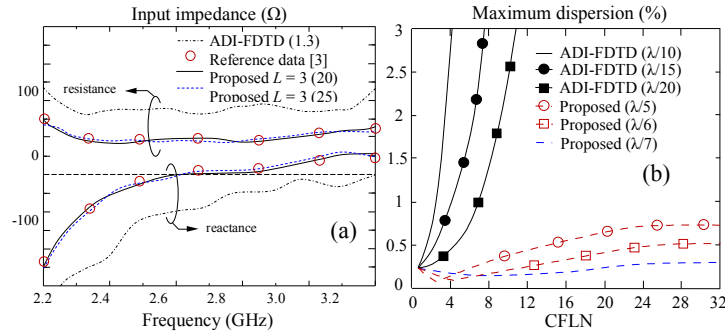 Input impedance (Ω)
ADI-FDTD (1.3)
Reference data [3]
Proposed L = 3 (20)
Proposed L = 3 (25)
resistance
reactance
100
0
-100
(a)
2.2 2.4 2.6 2.8 3.0 3.2
Frequency (GHz)
Maximum dispersion (%)
3
2.5
2
1.5
1
0.5
0
ADI-FDTD (λ/10)
ADI-FDTD (λ/15)
ADI-FDTD (λ/20)
Proposed (λ/5)
Proposed (λ/6)
Proposed (λ/7)
(b)
0 4 8 12 16 20 24 28 32
CFLN